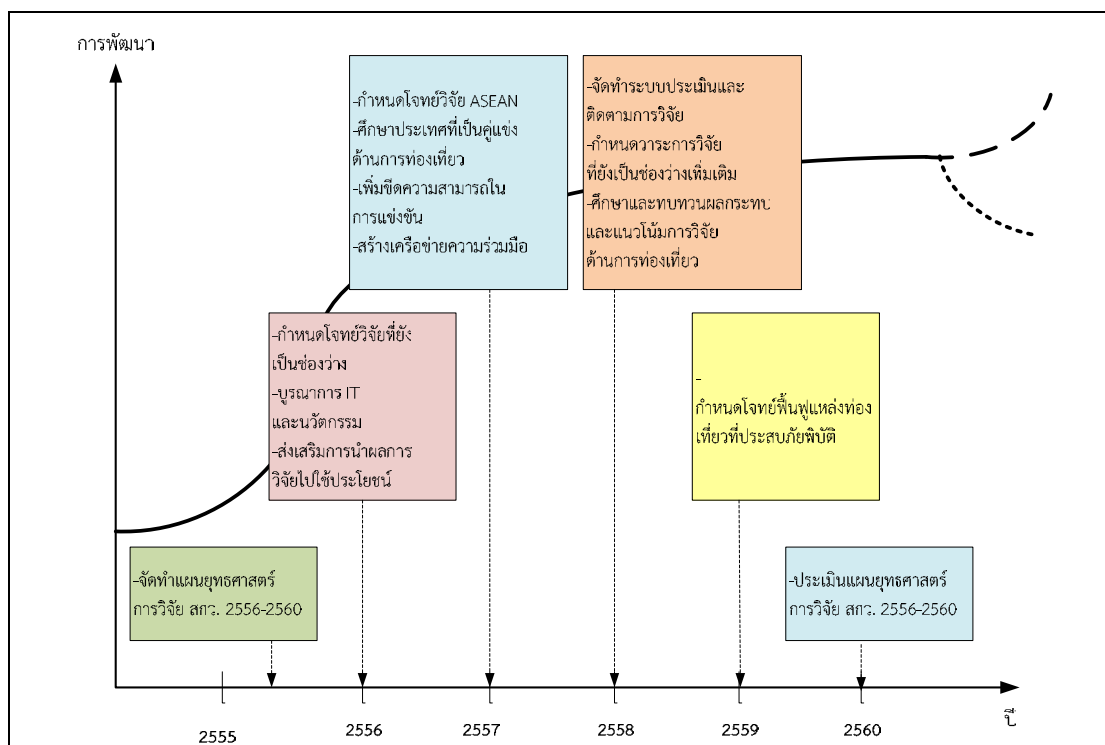 การพัฒนา
-กำหนดโจทย์วิจัย ASEAN
-ศึกษาประเทศที่เป็นคู่แข่ง
ด้านการท่องเที่ยว
-เพิ่มขีดความสามารถใน
การแข่งขัน
-สร้างเครือข่ายความร่วมมือ
-จัดทำระบบประเมินและ
ติดตามการวิจัย
-กำหนดวาระการวิจัย
ที่ยังเป็นช่องว่างเพิ่มเติม
-ศึกษาและทบทวนผลกระทบ
และแนวโน้มการวิจัย
ด้านการท่องเที่ยว
-กำหนดโจทย์วิจัยที่ยัง
เป็นช่องว่าง
-บูรณาการ IT
และนวัตกรรม
-ส่งเสริมการนำผลการ
วิจัยไปใช้ประโยชน์
-
กำหนดโจทย์ฟื้นฟูแหล่งท่อง
เที่ยวที่ประสบภัยพิบัติ
-จัดทำแผนยุทธศาสตร์
การวิจัย สกว. 2556-2560
-ประเมินแผนยุทธศาสตร์
การวิจัย สกว. 2556-2560
2555 2556 2557 2558 2559 2560 ปี